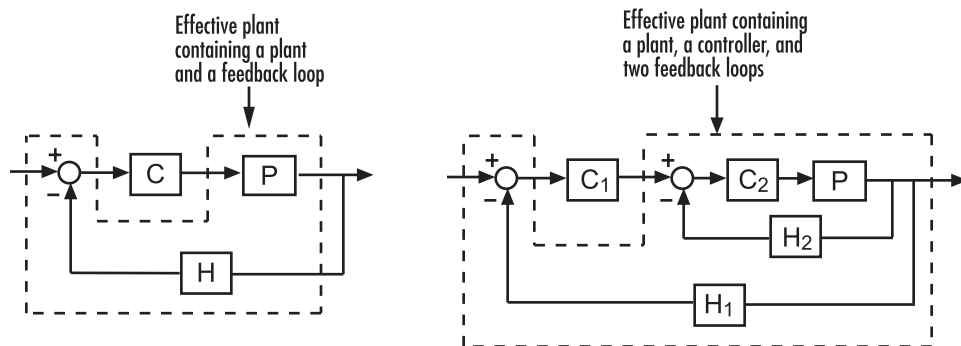 Effective plant
containing a plant
and a feedback loop
+
−
C
P
H
Effective plant containing
a plant, a controller, and
two feedback loops
+
−
C1
+
−
C2
P
H2
H1